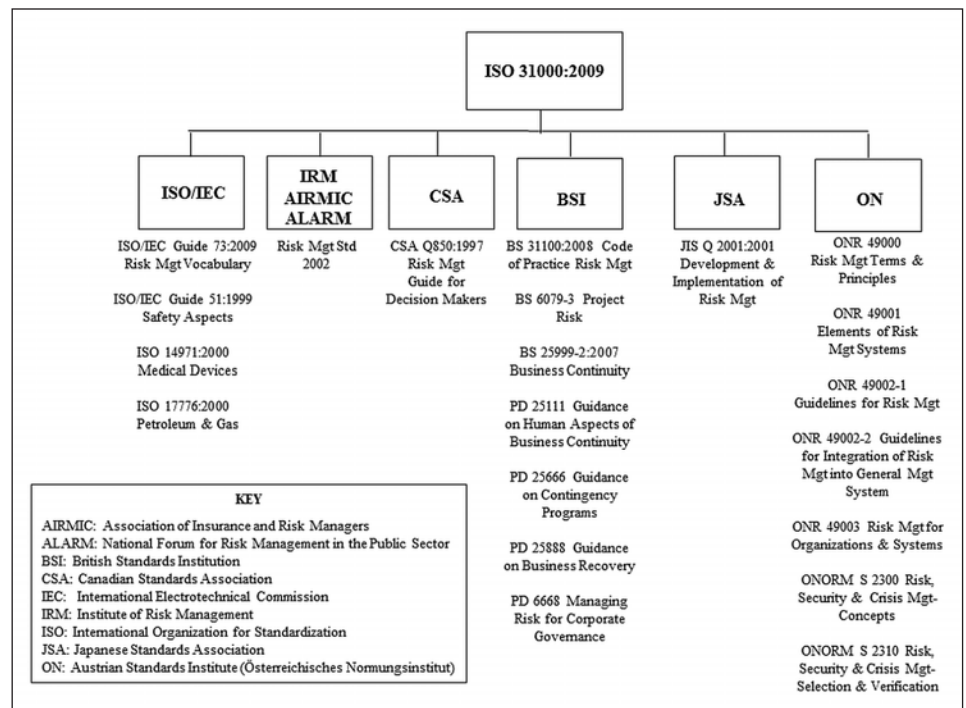 ISO 31000:2009
ISO/IEC
ISO/IEC Guide 73:2009
Risk Mgt Vocabulary
ISO/IEC Guide 51:1999
Safety Aspects
ISO 14971:2000
Medical Devices
ISO 17776:2000
Petroleum & Gas
IRM
AIRMIC
ALARM
Risk Mgt Std
2002
CSA
CSA Q850:1997
Risk Mgt
Guide for
Decision Makers
BSI
BS 31100:2008 Code
of Practice Risk Mgt
BS 6079-3 Project
Risk
BS 25999-2:2007
Business Continuity
PD 25111 Guidance
on Human Aspects of
Business Continuity
PD 25666 Guidance
on Contingency
Programs
PD 25888 Guidance
on Business Recovery
PD 6668 Managing
Risk for Corporate
Governance
JSA
JIS Q 2001:2001
Development &
Implementation of
Risk Mgt
ON
ONR 49000
Risk Mgt Terms &
Principles
ONR 49001
Elements of Risk
Mgt Systems
ONR 49002-1
Guidelines for Risk Mgt
ONR 49002-2 Guidelines
for Integration of Risk
Mgt into General Mgt
System
ONR 49003 Risk Mgt for
Organizations & Systems
ONORM S 2300 Risk,
Security & Crisis Mgt-
Concepts
ONORM S 2310 Risk,
Security & Crisis Mgt-
Selection & Verification
KEY
AIRMIC: Association of Insurance and Risk Managers
ALARM: National Forum for Risk Management in the Public Sector
BSI: British Standards Institution
CSA: Canadian Standards Association
IEC: International Electrotechnical Commission
IRM: Institute of Risk Management
ISO: International Organization for Standardization
JSA: Japanese Standards Association
ON: Austrian Standards Institute (Österreichisches Normungsinstitut)